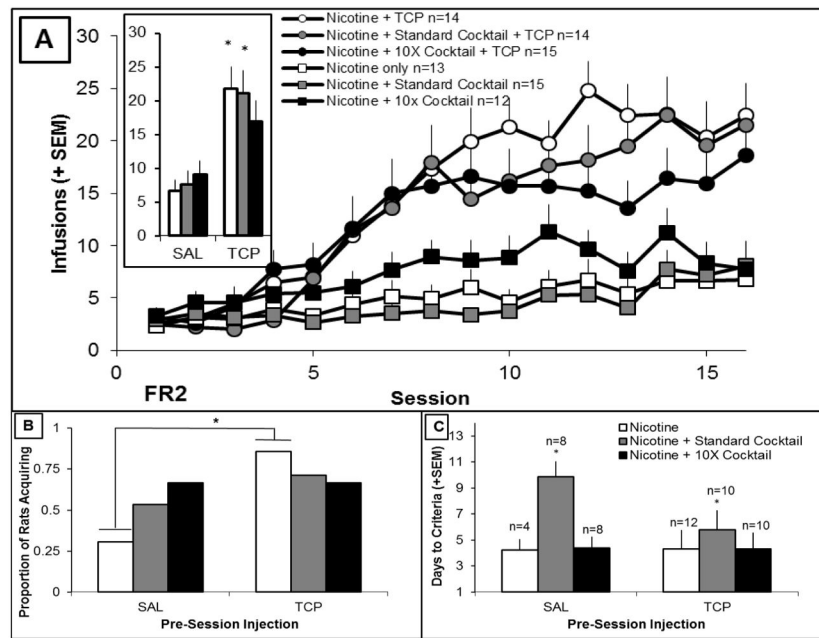 A
Nicotine + TCP n=14
Nicotine + Standard Cocktail + TCP n=14
Nicotine + 10X Cocktail + TCP n=15
Nicotine only n=13
Nicotine + Standard Cocktail n=15
Nicotine + 10x Cocktail n=12
Infusions (+ SEM)
30
25
20
15
10
5
0
30
25
20
15
10
5
0
* *
SAL TCP
0 5 10 15
FR2
Session
B
Proportion of Rats Acquiring
1
0.75
0.5
0.25
0
*
SAL TCP
Pre-Session Injection
C
Days to Criteria (+SEM)
13
11
9
7
5
3
1
Nicotine
Nicotine + Standard Cocktail
Nicotine + 10X Cocktail
n=8
*
n=4
n=8
n=10
*
n=12
n=10
SAL TCP
Pre-Session Injection